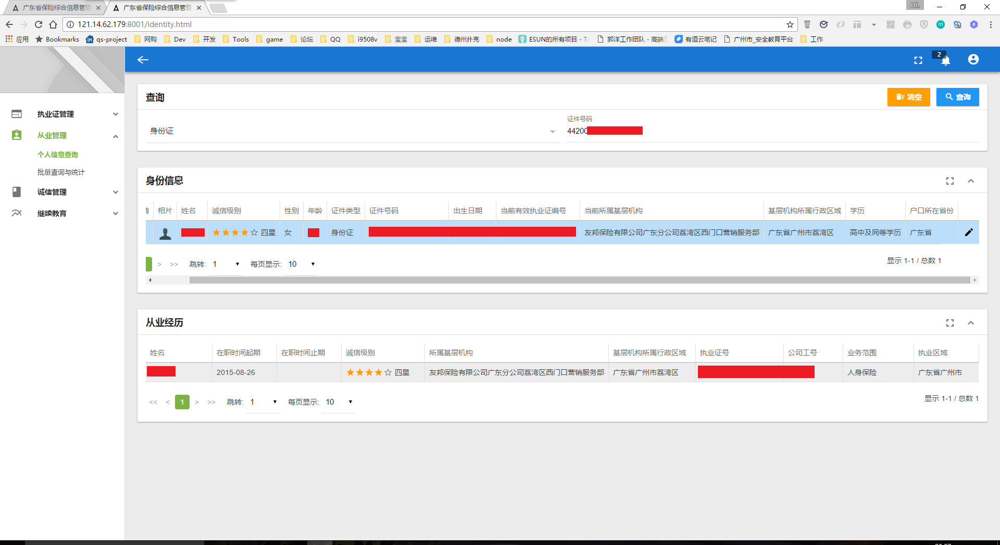 广东省保险综合信息管理
广东省保险综合信息管理
HL
121.14.62.179:8001/identity.html
应用 Bookmarks qs-project 网购 Dev 开发 Tools game 论坛 QQ i9508v 宝宝 运维 德州扑克 node ESUN的所有项目 - 郭洋工作团队 - 高端 有道云笔记 广州市_安全教育平台 工作
2
执业证管理
从业管理
个人信息查询
批量查询与统计
诚信管理
继续教育
查询
清空 查询
证件号码
身份证 44200
身份信息
相片 姓名 诚信级别 性别 年龄 证件类型 证件号码 出生日期 当前有效执业证编号 当前所属基层机构 基层机构所属行政区域 学历 户口所在省份
四星 女 身份证 友邦保险有限公司广东分公司荔湾区西门口营销服务部 广东省广州市荔湾区 高中及同等学历 广东省
> >> 跳转: 1 每页显示: 10 显示 1-1 / 总数 1
从业经历
姓名 在职时间起期 在职时间止期 诚信级别 所属基层机构 基层机构所属行政区域 执业证号 公司工号 业务范围 执业区域
2015-08-26 四星 友邦保险有限公司广东分公司荔湾区西门口营销服务部 广东省广州市荔湾区 人身保险 广东省广州市
<< < 1 > >> 跳转: 1 每页显示: 10 显示 1-1 / 总数 1